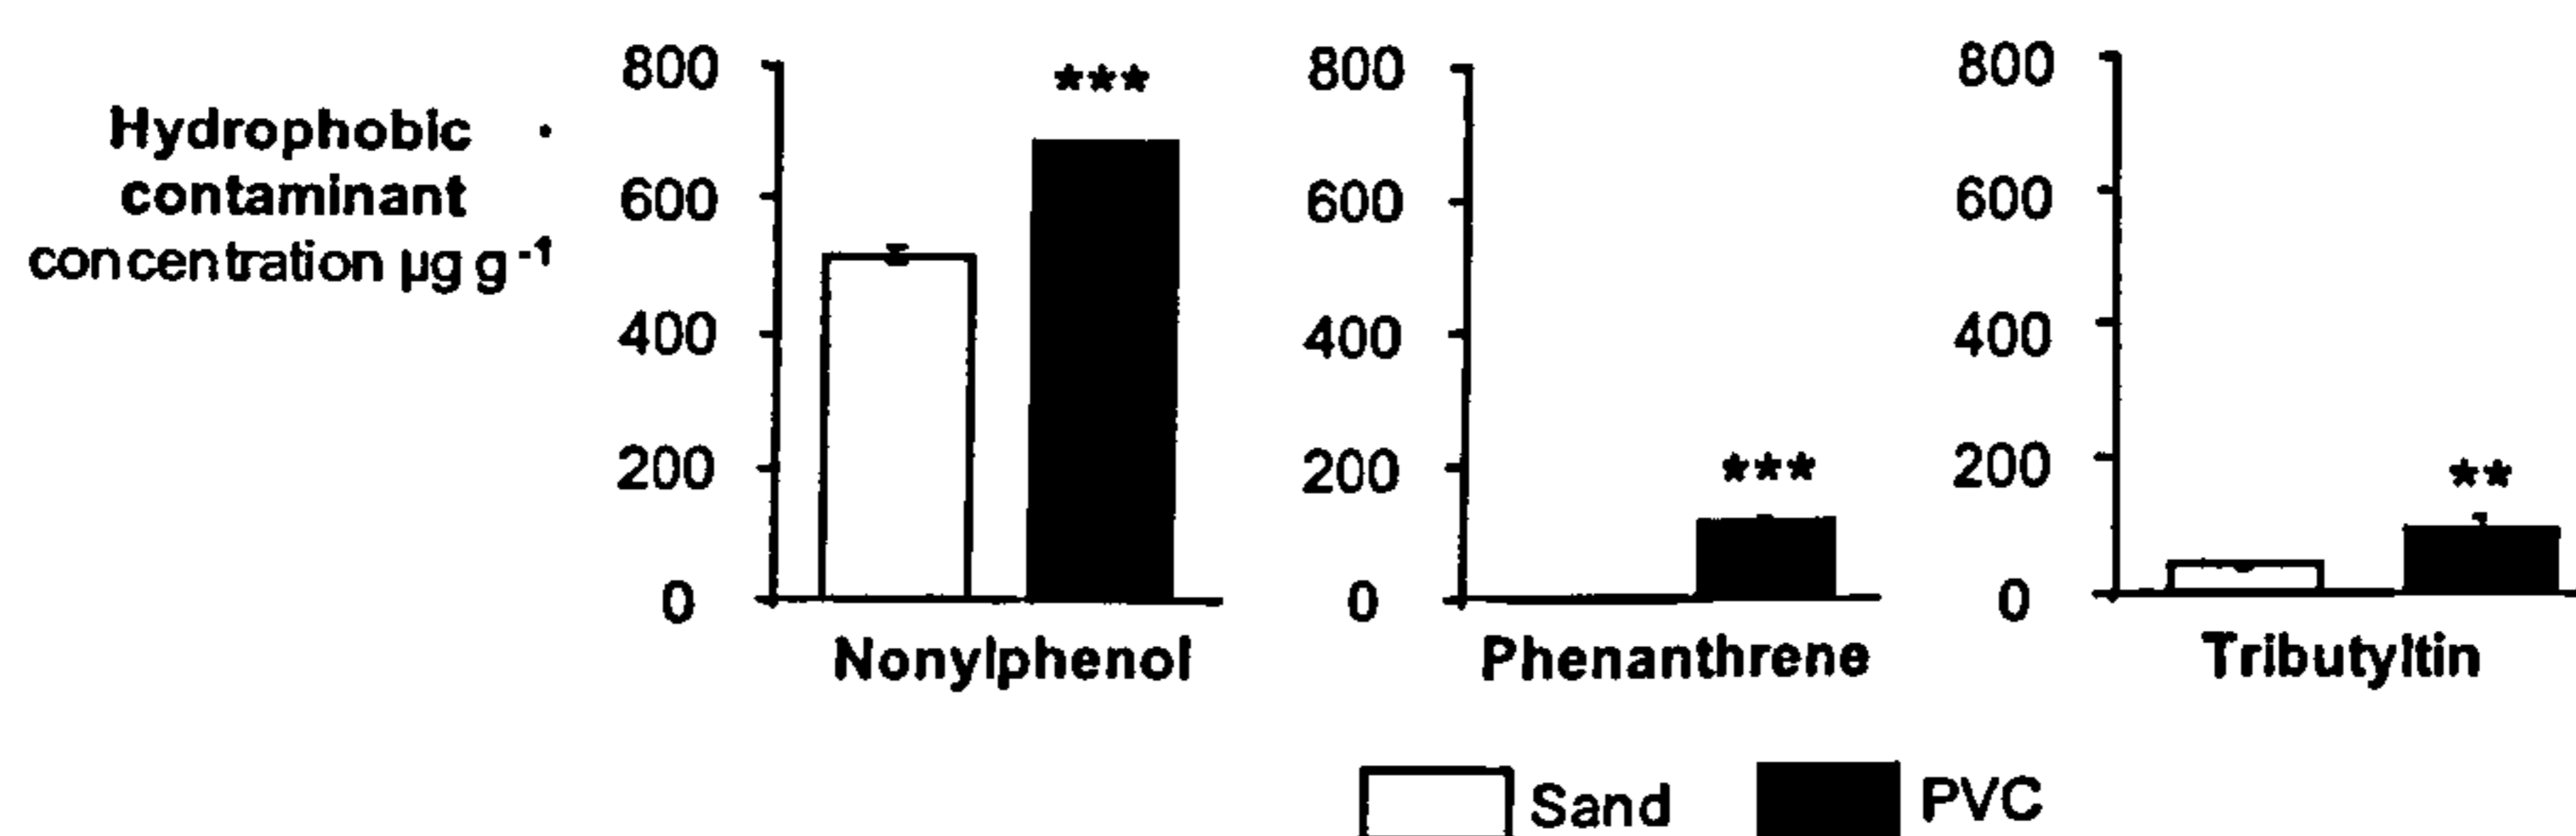 Hydrophobic
contaminant
concentration µg g⁻¹
800
600
400
200
0
***
Nonylphenol
800
600
400
200
0
***
Phenanthrene
800
600
400
200
0
**
Tributyltin
Sand
PVC